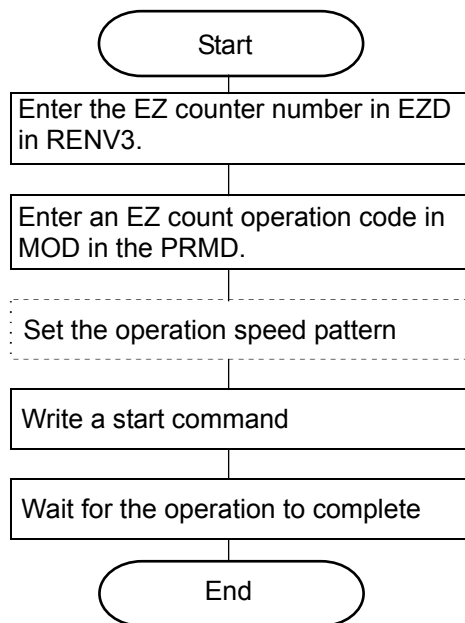 Start
Enter the EZ counter number in EZD
in RENV3.
Enter an EZ count operation code in
MOD in the PRMD.
Set the operation speed pattern
Write a start command
Wait for the operation to complete
End